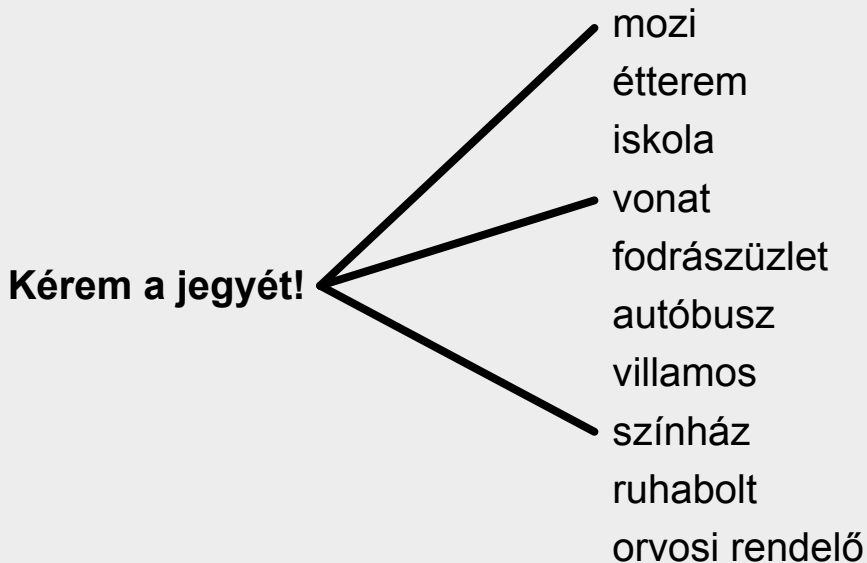 mozi
étterem
iskola
vonat
fodrászüzlet
Kérem a jegyét!
autóbusz
villamos
színház
ruhabolt
orvosi rendelő